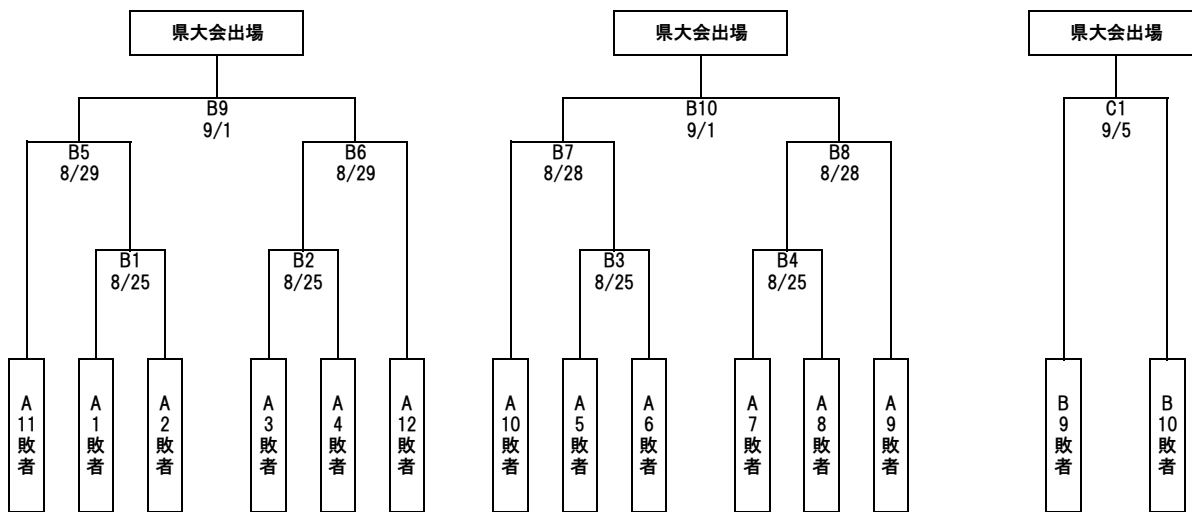 県大会出場
県大会出場
県大会出場
B9
9/1
B10
9/1
C1
9/5
B5
8/29
B6
8/29
B7
8/28
B8
8/28
B1
8/25
B2
8/25
B3
8/25
B4
8/25
A11敗者
A1敗者
A2敗者
A3敗者
A4敗者
A12敗者
A10敗者
A5敗者
A6敗者
A7敗者
A8敗者
A9敗者
B9敗者
B10敗者